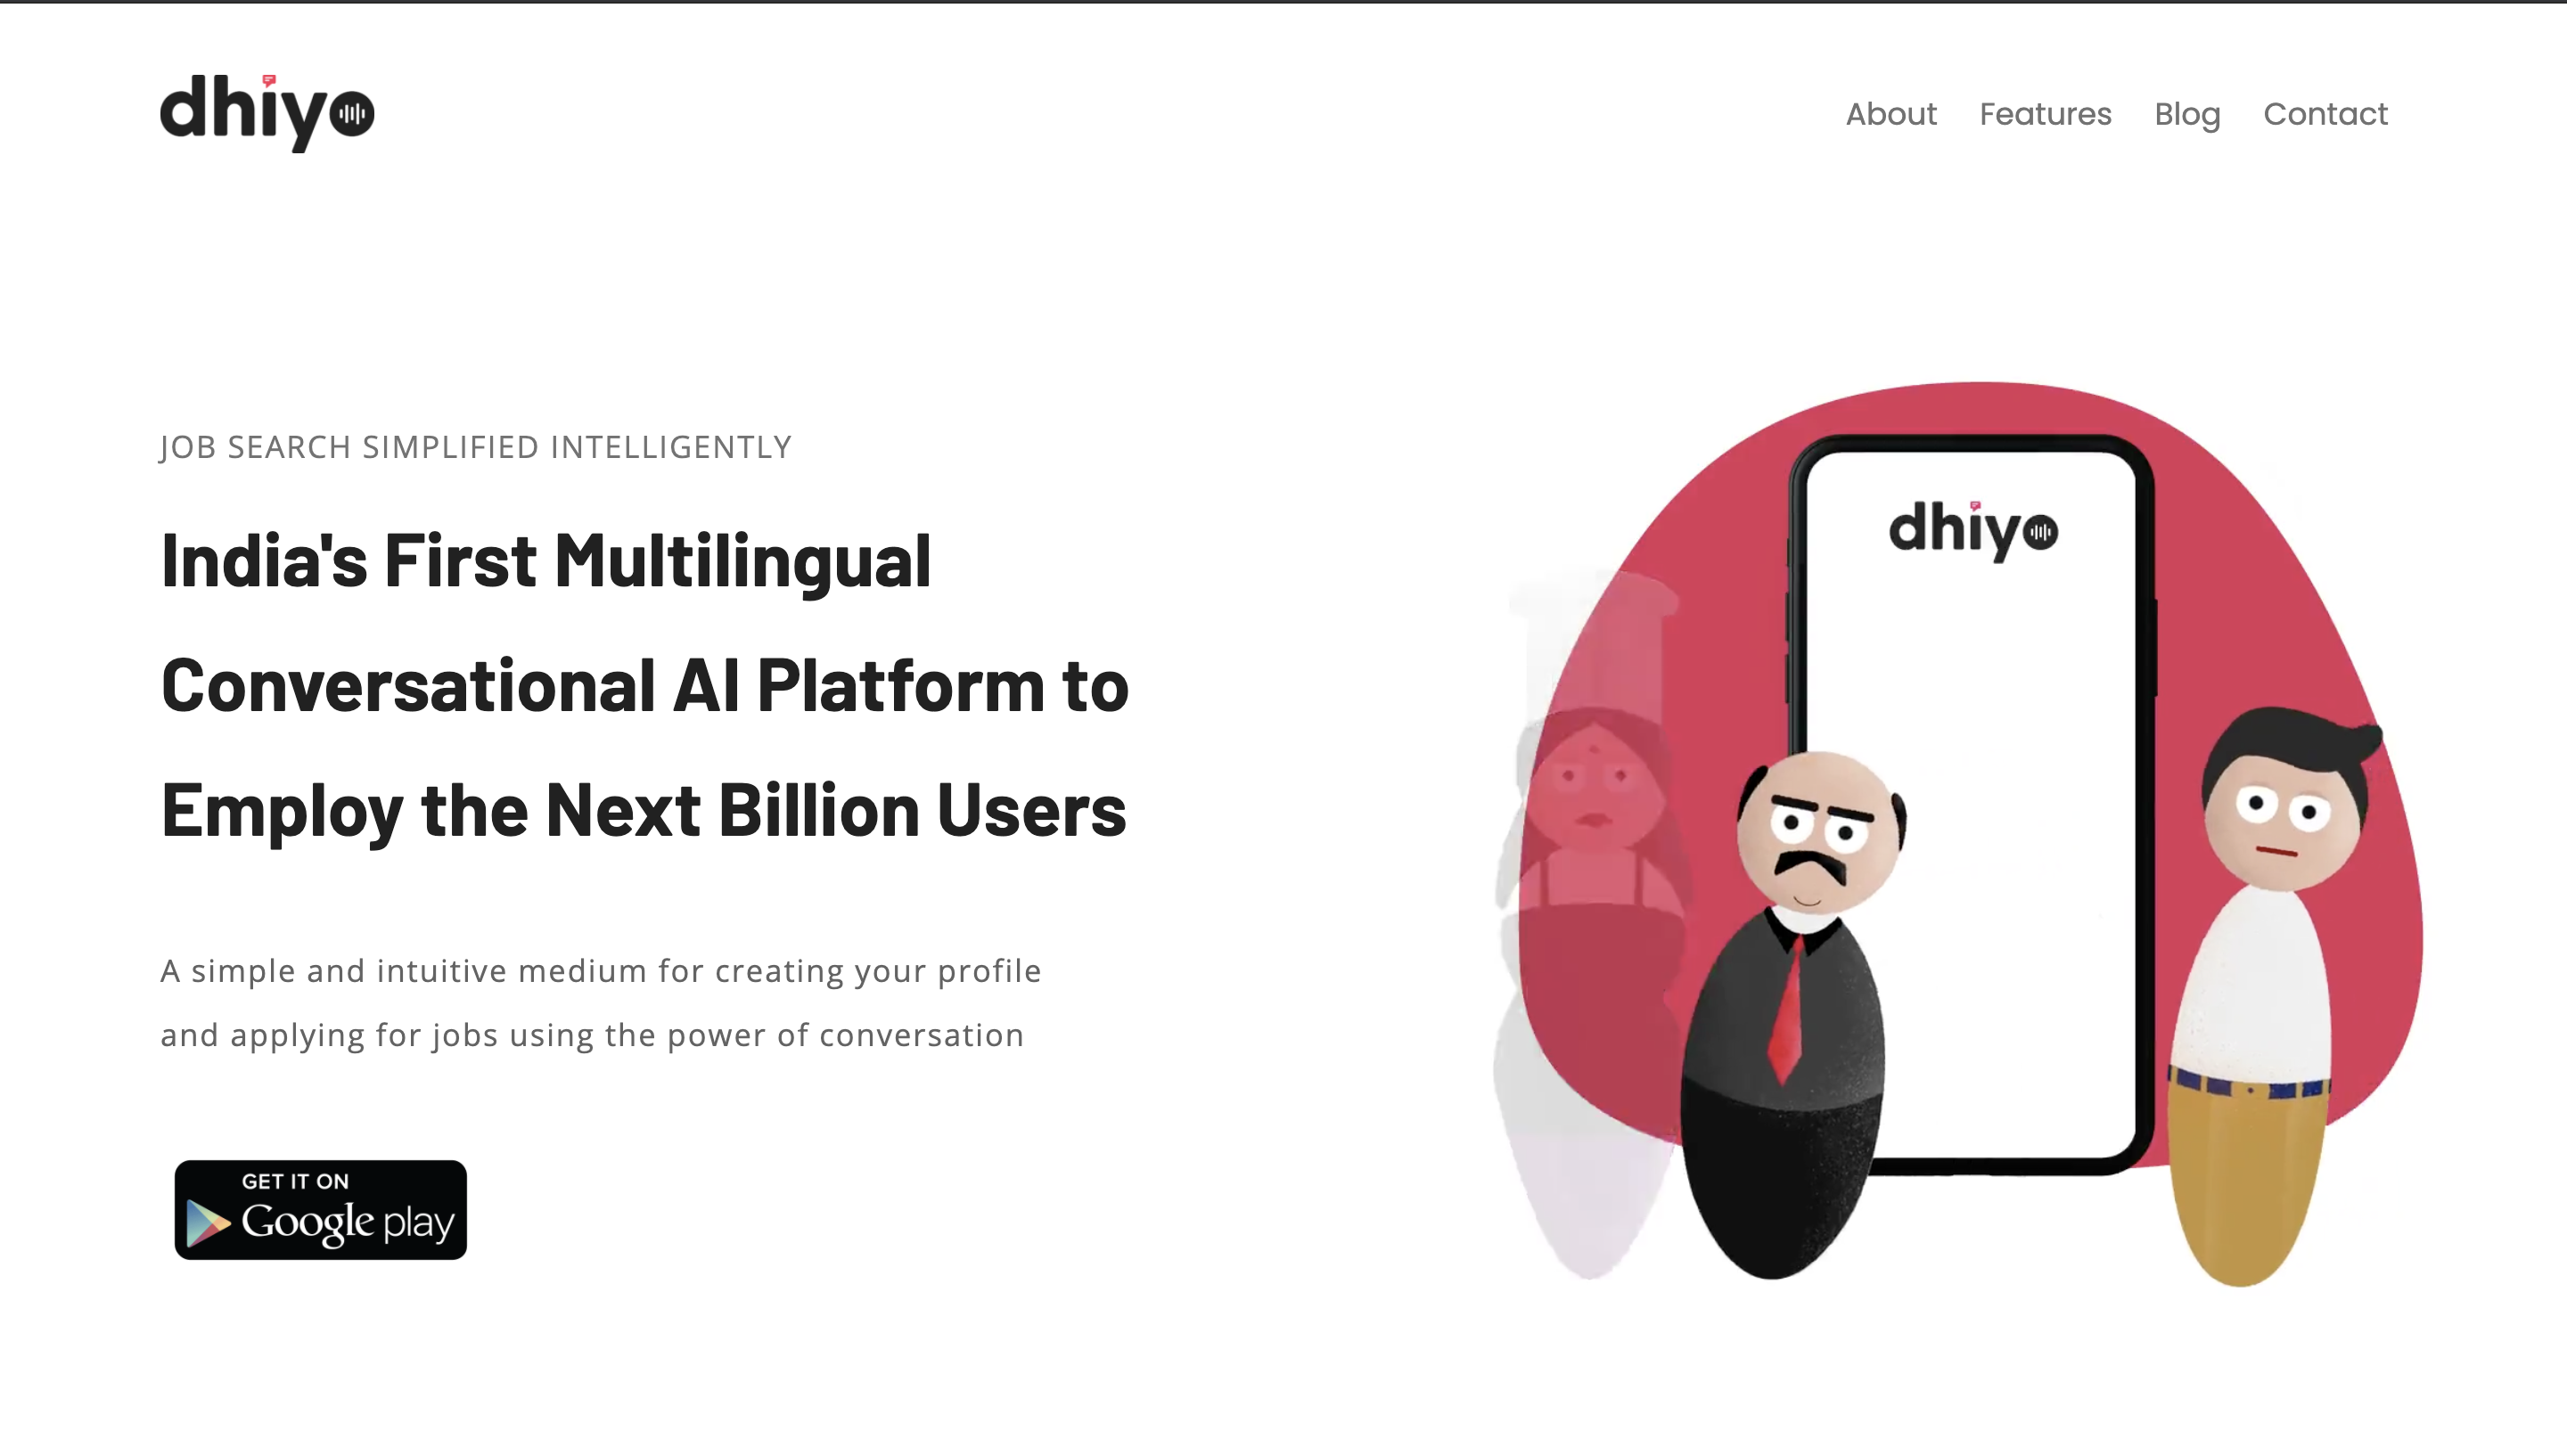 dhiyo
About Features Blog Contact
JOB SEARCH SIMPLIFIED INTELLIGENTLY
India's First Multilingual
Conversational AI Platform to
Employ the Next Billion Users
A simple and intuitive medium for creating your profile
and applying for jobs using the power of conversation
GET IT ON
Google play
dhiyo